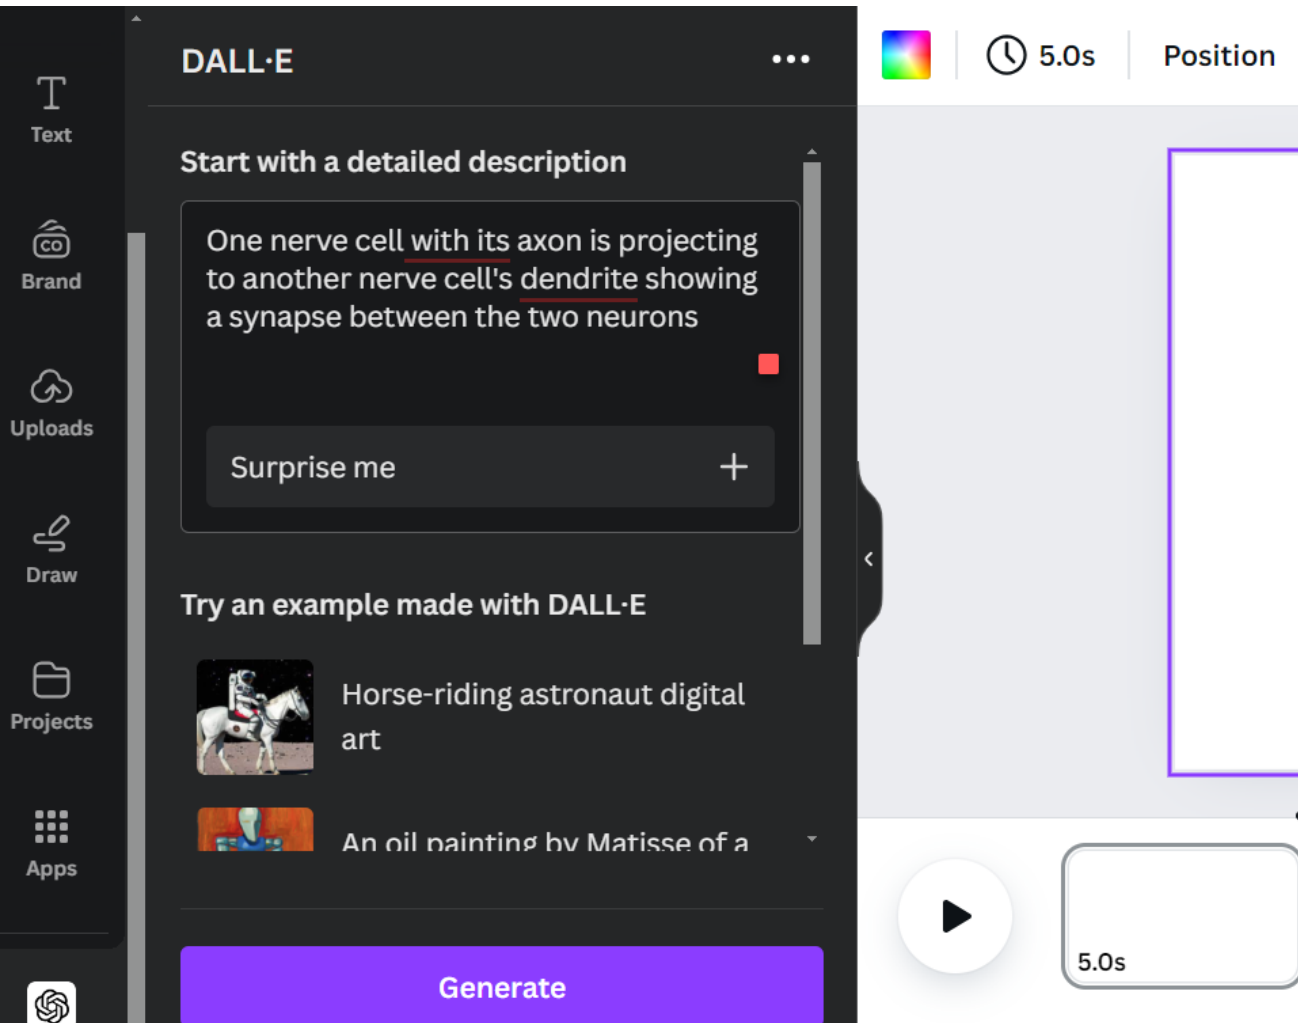 Text
Brand
co
Uploads
Draw
Projects
Apps
DALL·E
Start with a detailed description
One nerve cell with its axon is projecting
to another nerve cell's dendrite showing
a synapse between the two neurons
Surprise me
Try an example made with DALL·E
Horse-riding astronaut digital
art
An oil painting by Matisse of a
Generate
5.0s
Position
5.0s